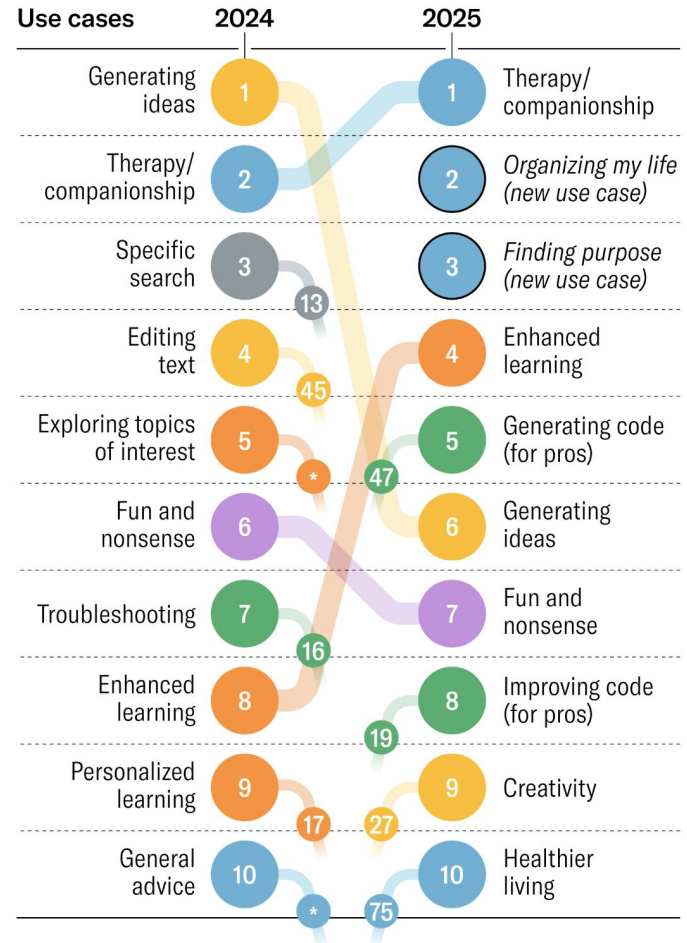 Use cases 2024 2025
Generating
ideas
1
1
Therapy/
companionship
Therapy/
companionship
2
2
Organizing my life
(new use case)
Specific
search
3
13
3
Finding purpose
(new use case)
Editing
text
4
45
4
Enhanced
learning
Exploring topics
of interest
5
*
47
5
Generating code
(for pros)
Fun and
nonsense
6
6
Generating
ideas
Troubleshooting
7
16
7
Fun and
nonsense
Enhanced
learning
8
19
8
Improving code
(for pros)
Personalized
learning
9
17
27
9
Creativity
General
advice
10
*
75
10
Healthier
living